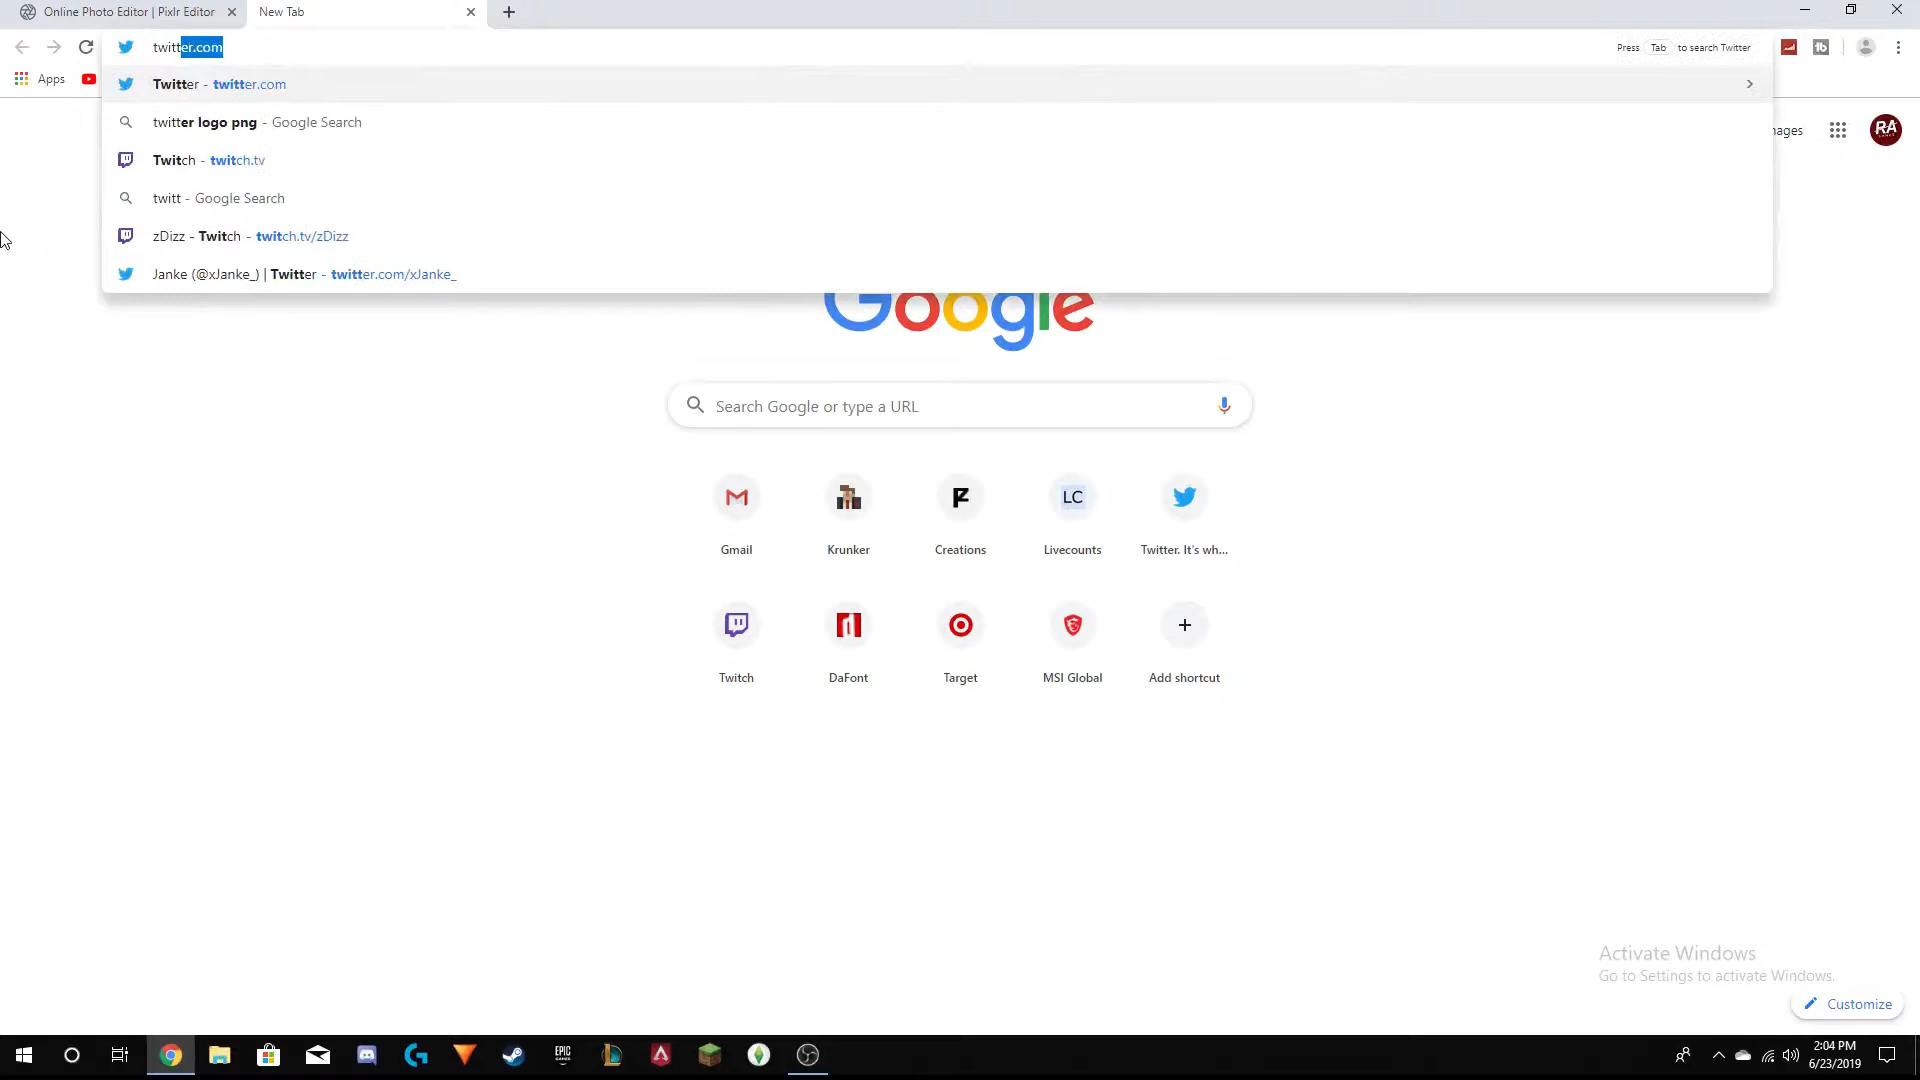 Online Photo Editor | Pixlr Editor
New Tab
twitter.com
Press Tab to search Twitter
Apps
Twitter - twitter.com
twitter logo png - Google Search
Twitch - twitch.tv
twitt - Google Search
zDizz - Twitch - twitch.tv/zDizz
Janke (@xJanke_) | Twitter - twitter.com/xJanke_
RA
Google
Search Google or type a URL
LC
Gmail
Krunker
Creations
Livecounts
Twitter. It's wh...
Twitch
DaFont
Target
MSI Global
Add shortcut
Activate Windows
Go to Settings to activate Windows.
Customize
EPIC
GAMES
2:04 PM
6/23/2019